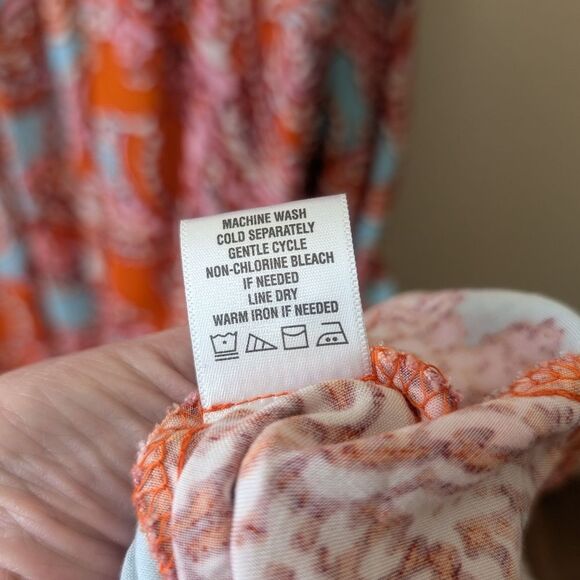 MACHINE WASH
COLD SEPARATELY
GENTLE CYCLE
NON-CHLORINE BLEACH
IF NEEDED
LINE DRY
WARM IRON IF NEEDED